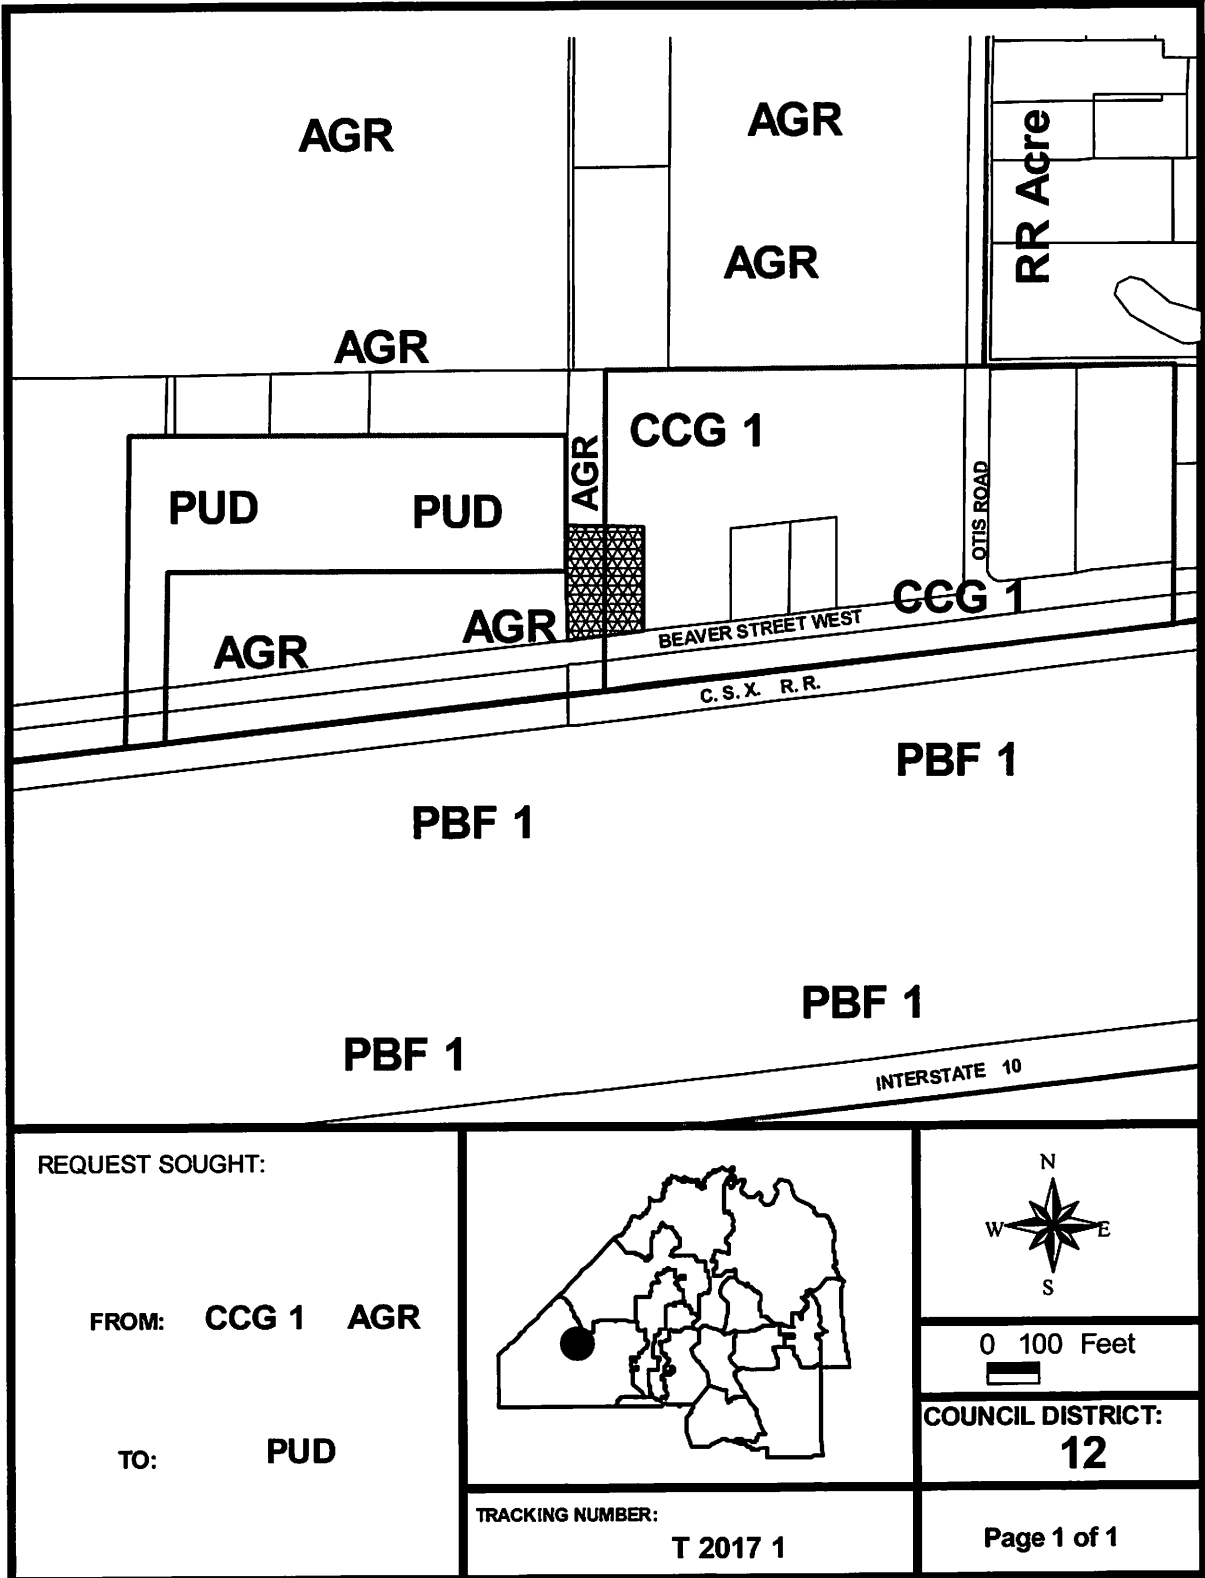 AGR
AGR
RR Acre
AGR
AGR
CCG 1
AGR
PUD
PUD
OTIS ROAD
CCG 1
AGR
AGR
BEAVER STREET WEST
C. S. X. R. R.
PBF 1
PBF 1
PBF 1
PBF 1
INTERSTATE 10
REQUEST SOUGHT:
FROM: CCG 1 AGR
TO: PUD
TRACKING NUMBER:
T 2017 1
N
W E
S
0 100 Feet
COUNCIL DISTRICT:
12
Page 1 of 1